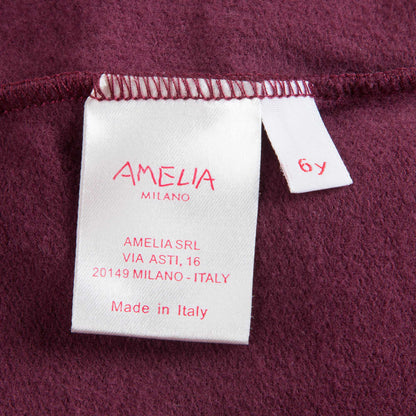 AMELIA
MILANO
AMELIA SRL
VIA ASTI, 16
20149 MILANO - ITALY
Made in Italy
6y